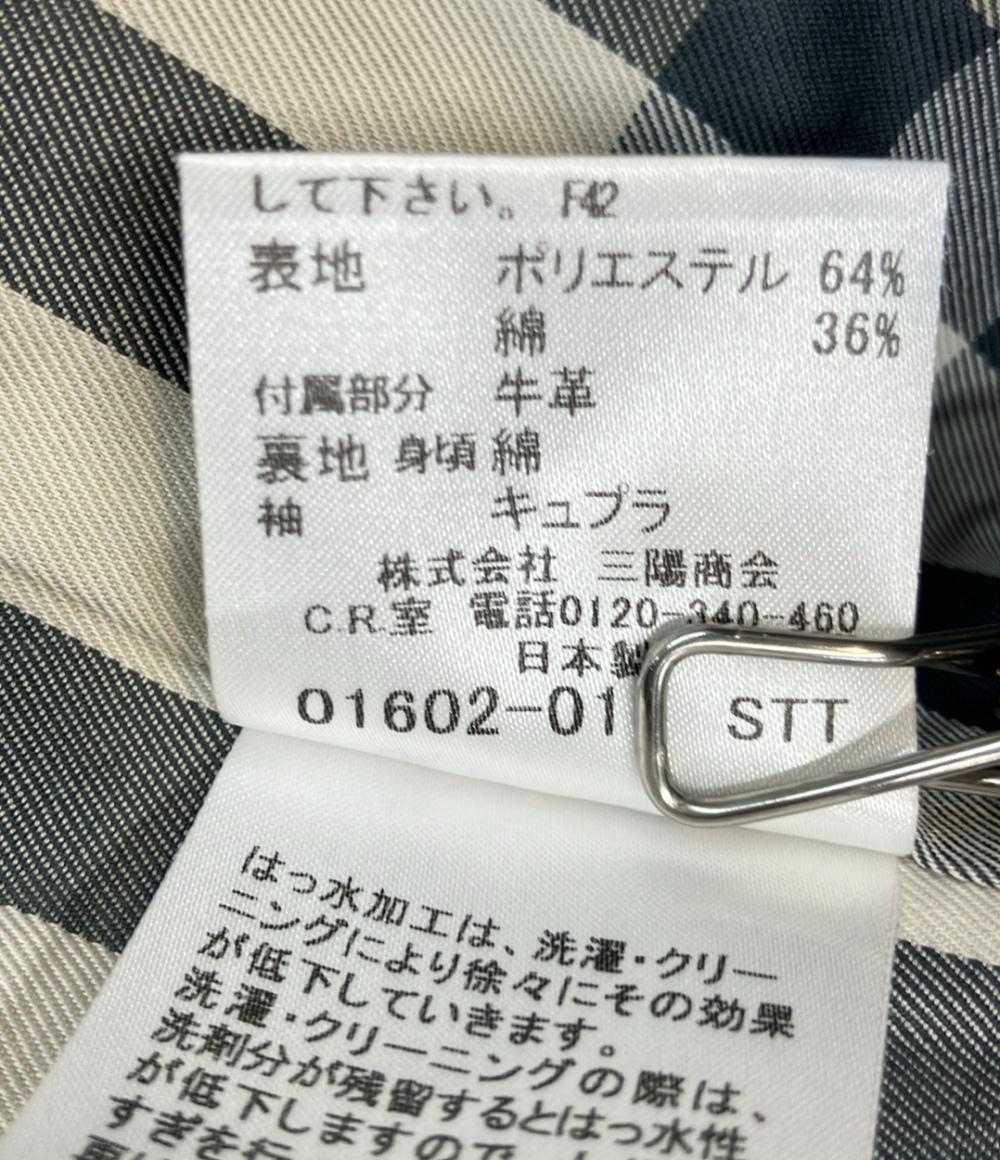 して下さい。 F42
表地 ポリエステル 64%
綿 36%
付属部分 牛革
裏地 身頃 綿
袖 キュプラ
株式会社 三陽商会
C.R.室 電話0120-340-460
日本製
01602-01 STT
はっ水加工は、洗濯・クリー
ニングにより徐々にその効果
が低下していきます。
洗濯・クリーニングの際は、
洗剤分が残留するとはっ水性
が低下しますので、
すぎを行